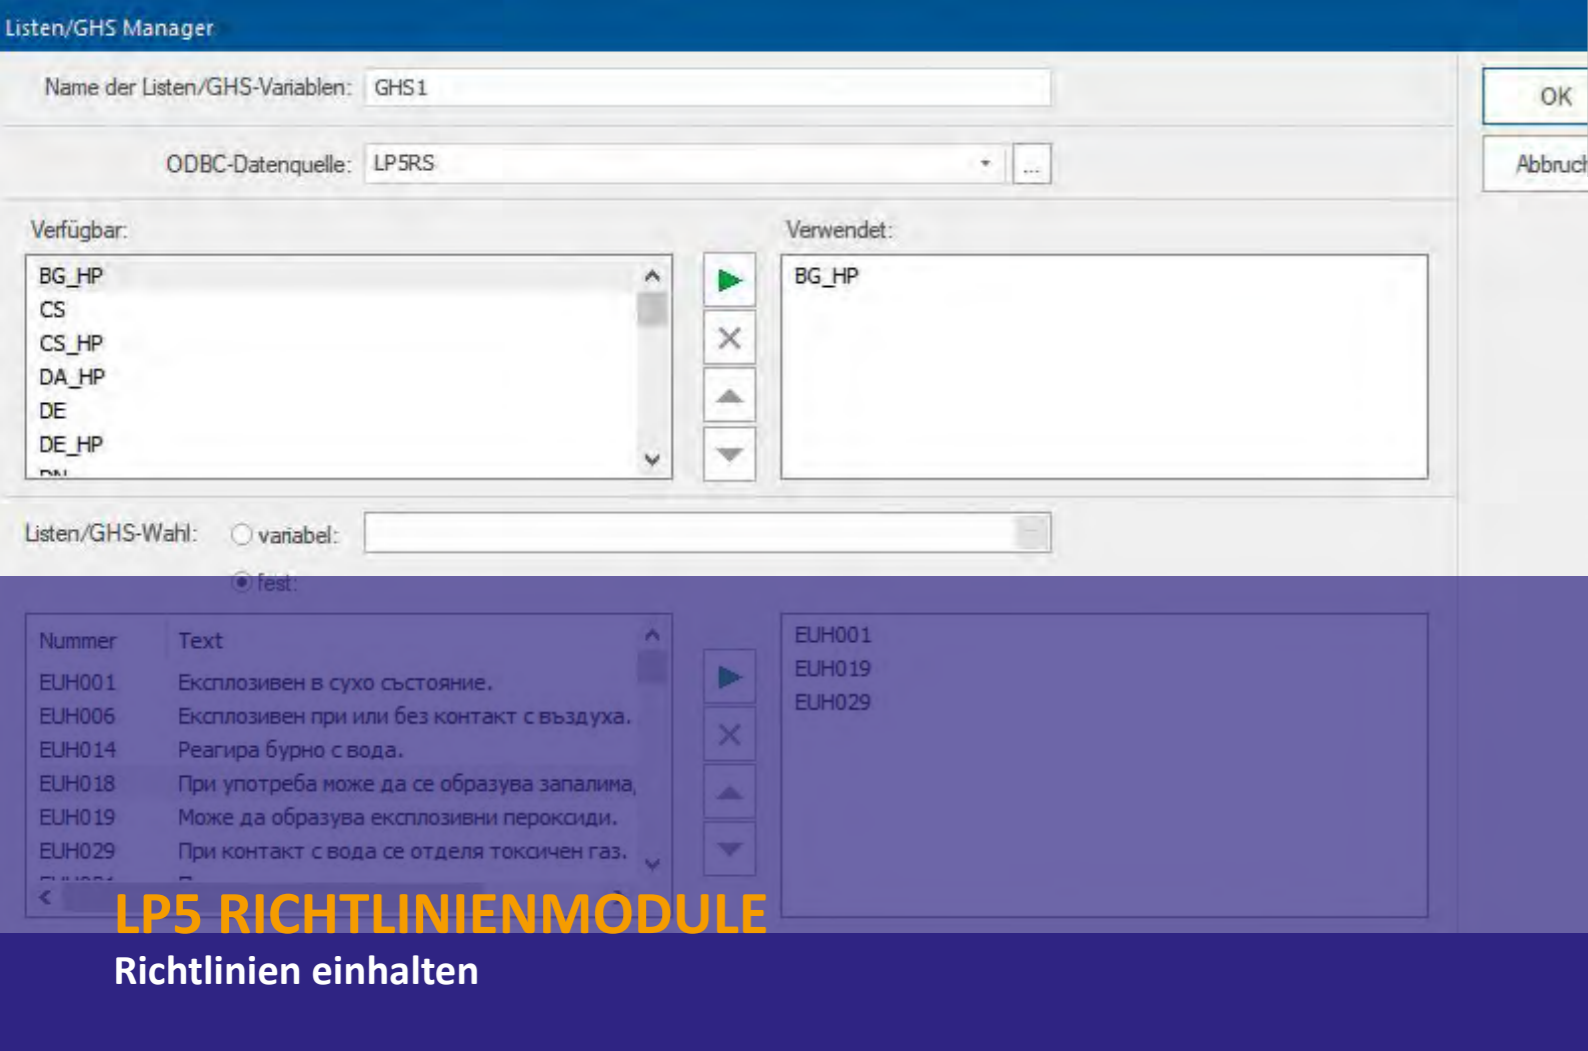 Listen/GHS Manager
Name der Listen/GHS-Variablen: GHS1
OK
ODBC-Datenquelle: LP5RS
...
Abbruch
Verfügbar:
Verwendet:
BG_HP
CS
CS_HP
DA_HP
DE
DE_HP
BG_HP
Listen/GHS-Wahl:
variabel:
fest:
Nummer Text
EUH001 Експлозивен в сухо състояние.
EUH006 Експлозивен при или без контакт с въздуха.
EUH014 Реагира бурно с вода.
EUH018 При употреба може да се образува запалима,
EUH019 Може да образува експлозивни пероксиди.
EUH029 При контакт с вода се отделя токсичен газ.
EUH001
EUH019
EUH029
LP5 RICHTLINIENMODULE
Richtlinien einhalten